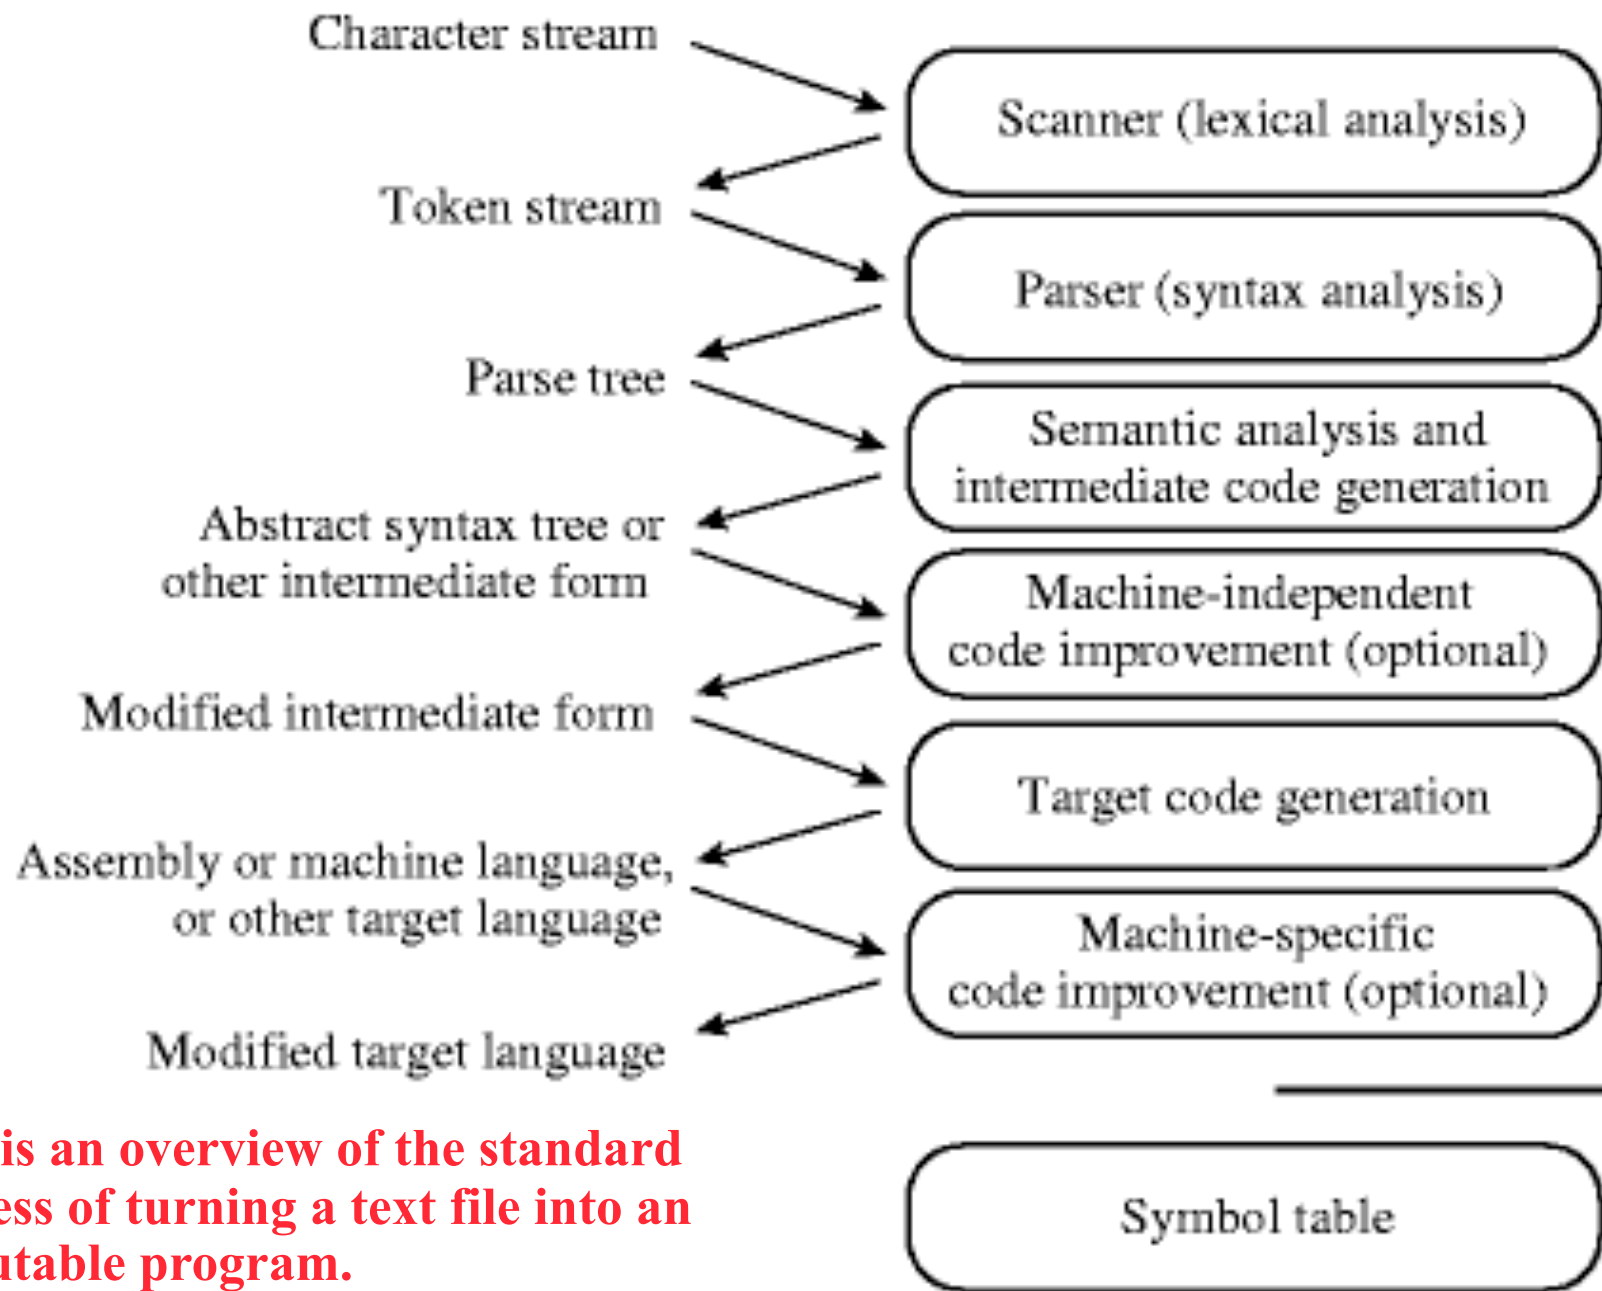 Character stream
Scanner (lexical analysis)
Token stream
Parser (syntax analysis)
Parse tree
Semantic analysis and
intermediate code generation
Abstract syntax tree or
other intermediate form
Machine-independent
code improvement (optional)
Modified intermediate form
Target code generation
Assembly or machine language,
or other target language
Machine-specific
code improvement (optional)
Modified target language
is an overview of the standard
ess of turning a text file into an
utable program.
Symbol table